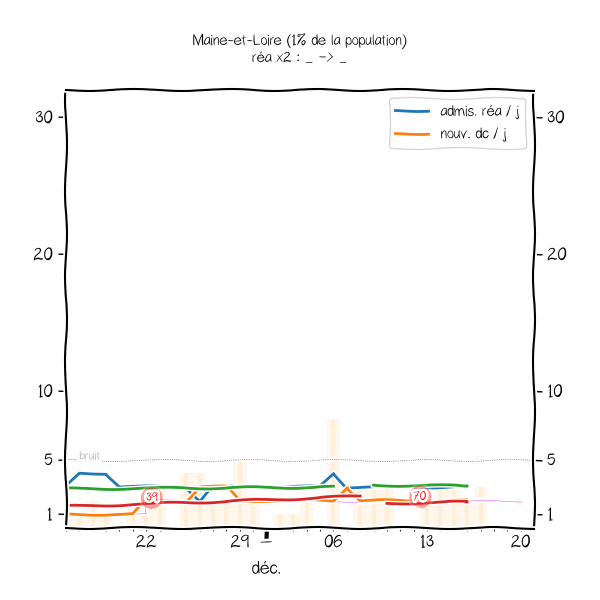 Maine-et-Loire (1% de la population)
réa x2 : _ -> _
admis. réa / j
nouv. dc / j
30
30
20
20
10
10
bruit
5
5
39
70
1
1
22
29
06
13
20
déc.